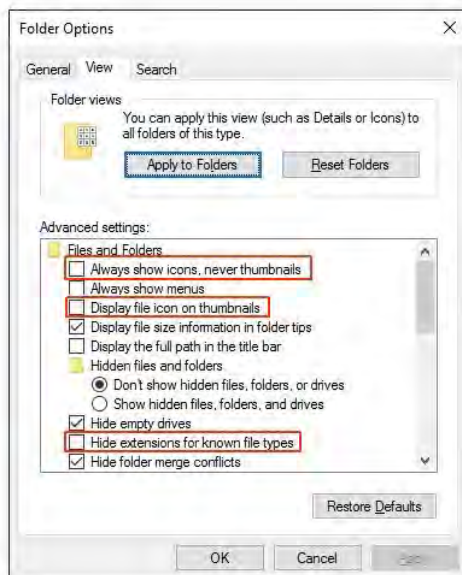 Folder Options
General View Search
Folder views
You can apply this view (such as Details or Icons) to
all folders of this type.
Apply to Folders Reset Folders
Advanced settings:
Files and Folders
Always show icons, never thumbnails
Always show menus
Display file icon on thumbnails
Display file size information in folder tips
Display the full path in the title bar
Hidden files and folders
Don't show hidden files, folders, or drives
Show hidden files, folders, and drives
Hide empty drives
Hide extensions for known file types
Hide folder merge conflicts
Restore Defaults
OK Cancel